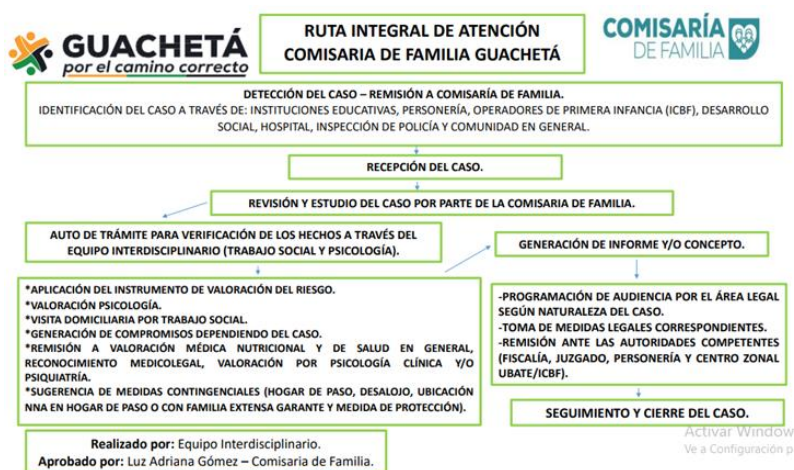 GUACHETÁ
por el camino correcto
RUTA INTEGRAL DE ATENCIÓN
COMISARIA DE FAMILIA GUACHETÁ
COMISARÍA
DE FAMILIA
DETECCIÓN DEL CASO – REMISIÓN A COMISARÍA DE FAMILIA.
IDENTIFICACIÓN DEL CASO A TRAVÉS DE: INSTITUCIONES EDUCATIVAS, PERSONERÍA, OPERADORES DE PRIMERA INFANCIA (ICBF), DESARROLLO
SOCIAL, HOSPITAL, INSPECCIÓN DE POLICÍA Y COMUNIDAD EN GENERAL.
RECEPCIÓN DEL CASO.
REVISIÓN Y ESTUDIO DEL CASO POR PARTE DE LA COMISARIA DE FAMILIA.
AUTO DE TRÁMITE PARA VERIFICACIÓN DE LOS HECHOS A TRAVÉS DEL
EQUIPO INTERDISCIPLINARIO (TRABAJO SOCIAL Y PSICOLOGÍA).
*APLICACIÓN DEL INSTRUMENTO DE VALORACIÓN DEL RIESGO.
*VALORACIÓN PSICOLOGÍA.
*VISITA DOMICILIARIA POR TRABAJO SOCIAL.
*GENERACIÓN DE COMPROMISOS DEPENDIENDO DEL CASO.
*REMISIÓN A VALORACIÓN MÉDICA NUTRICIONAL Y DE SALUD EN GENERAL,
RECONOCIMIENTO MEDICOLEGAL, VALORACIÓN POR PSICOLOGÍA CLÍNICA Y/O
PSIQUIATRÍA.
*SUGERENCIA DE MEDIDAS CONTINGENCIALES (HOGAR DE PASO, DESALOJO, UBICACIÓN
NNA EN HOGAR DE PASO O CON FAMILIA EXTENSA GARANTE Y MEDIDA DE PROTECCIÓN).
GENERACIÓN DE INFORME Y/O CONCEPTO.
-PROGRAMACIÓN DE AUDIENCIA POR EL ÁREA LEGAL
SEGÚN NATURALEZA DEL CASO.
-TOMA DE MEDIDAS LEGALES CORRESPONDIENTES.
-REMISIÓN ANTE LAS AUTORIDADES COMPETENTES
(FISCALÍA, JUZGADO, PERSONERÍA Y CENTRO ZONAL
UBATE/ICBF).
SEGUIMIENTO Y CIERRE DEL CASO.
Realizado por: Equipo Interdisciplinario.
Aprobado por: Luz Adriana Gómez – Comisaria de Familia.
Activar Window
Ve a Configuración p